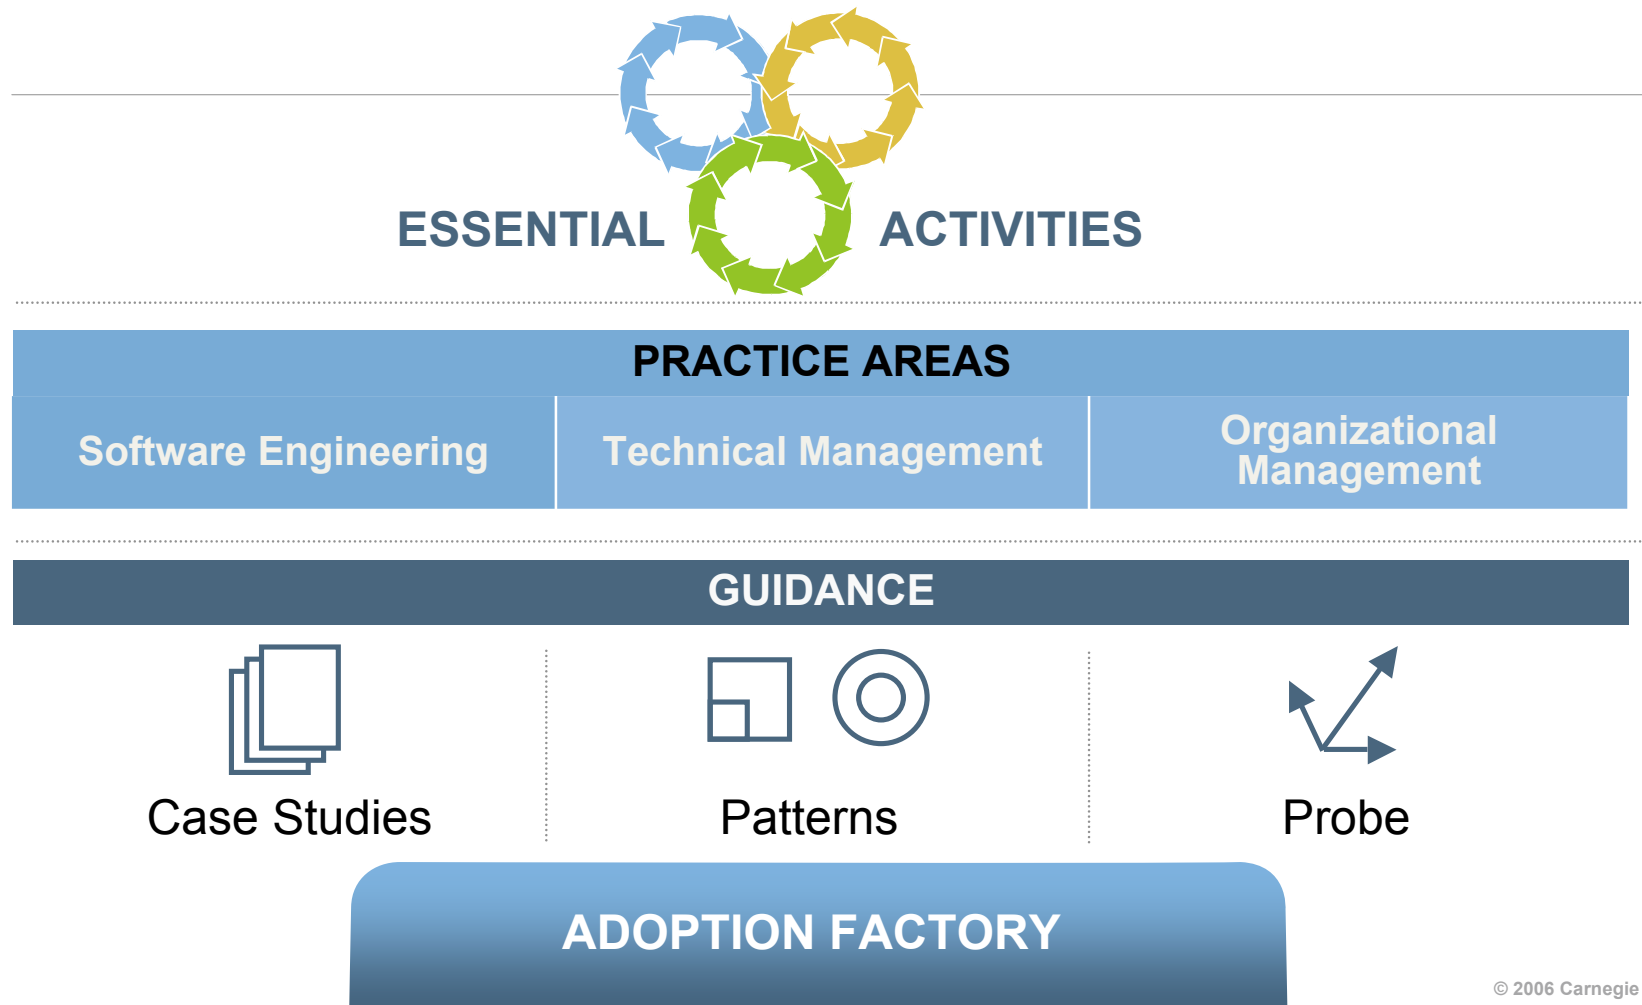 ESSENTIAL ACTIVITIES
PRACTICE AREAS
Software Engineering
Technical Management
Organizational
Management
GUIDANCE
Case Studies
Patterns
Probe
ADOPTION FACTORY
© 2006 Carnegie